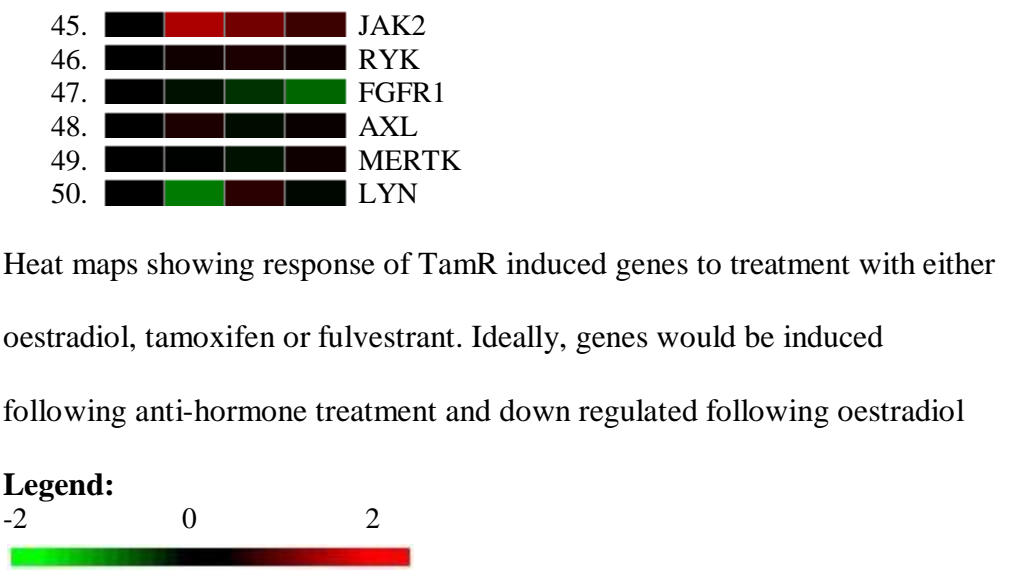 45. JAK2
46. RYK
47. FGFR1
48. AXL
49. MERTK
50. LYN
Heat maps showing response of TamR induced genes to treatment with either
oestradiol, tamoxifen or fulvestrant. Ideally, genes would be induced
following anti-hormone treatment and down regulated following oestradiol
Legend:
-2 0 2